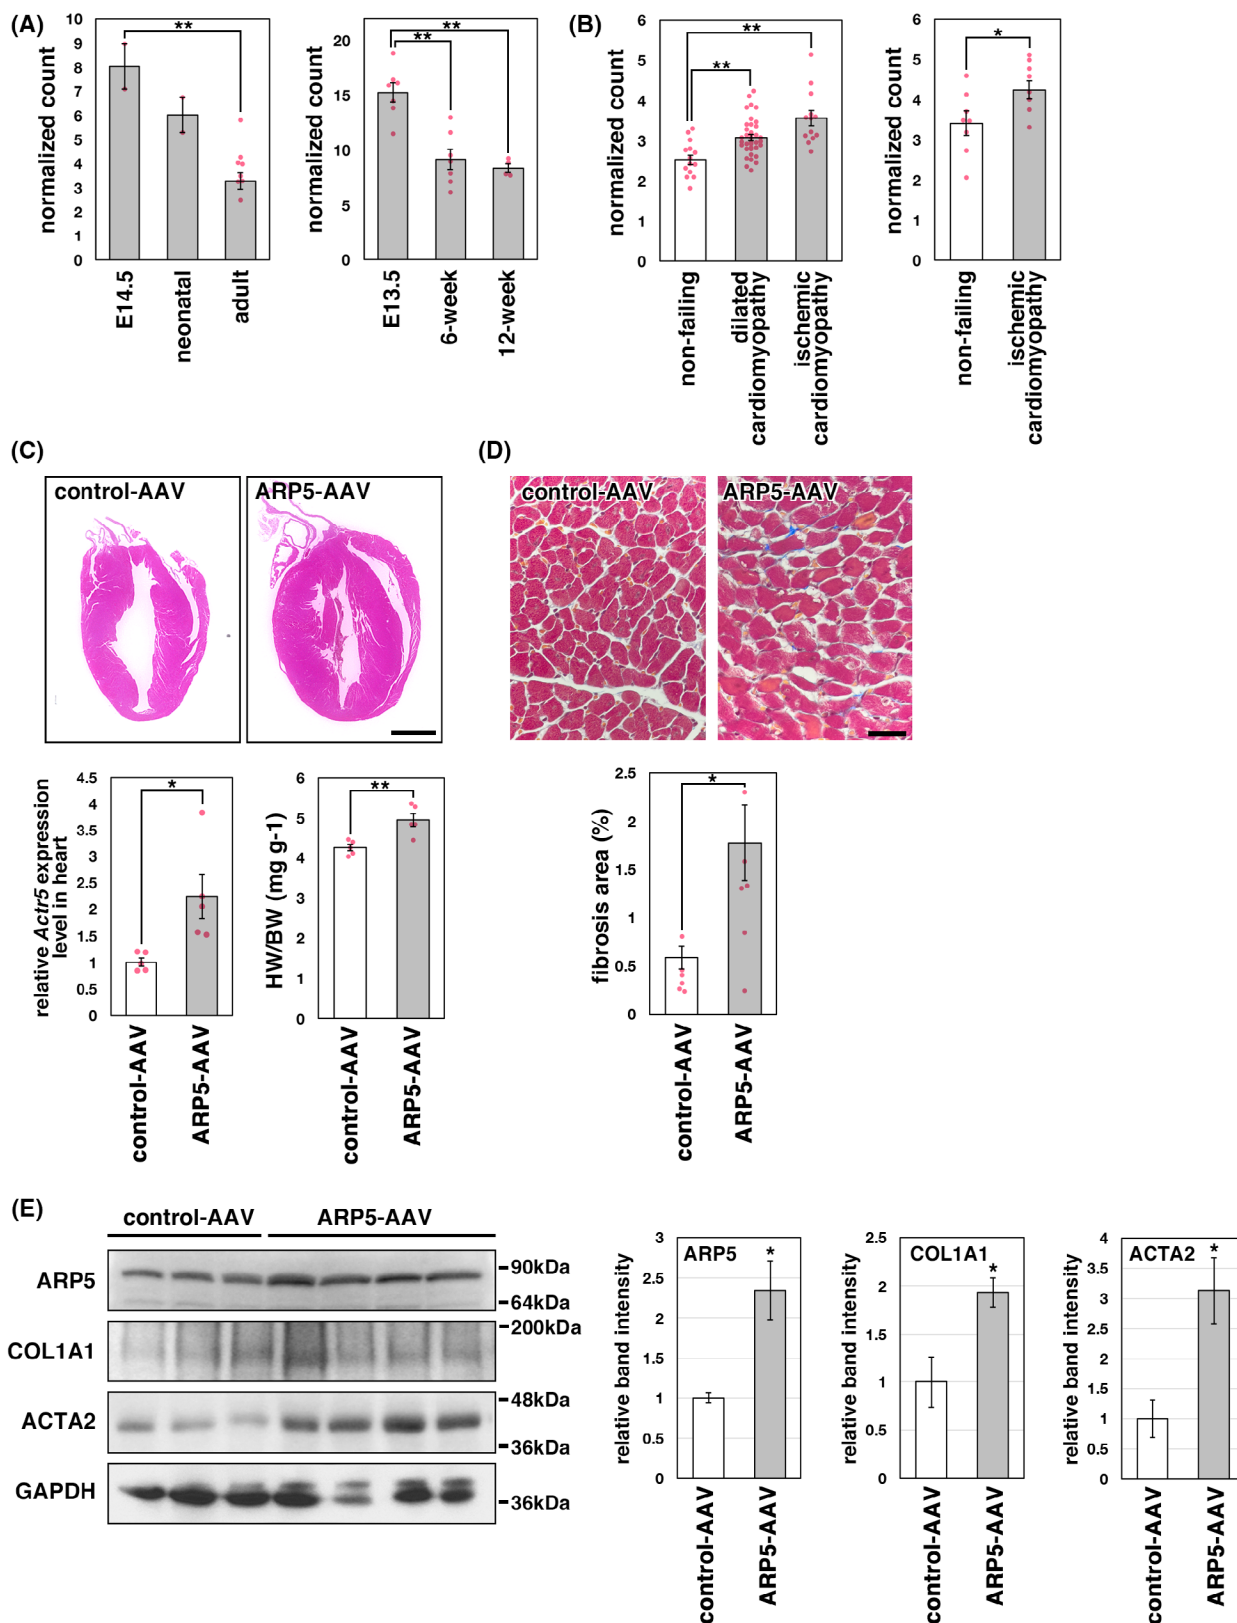 (A)
normalized count
10
9
8
7
6
5
4
3
2
1
0
**
E14.5
neonatal
adult
normalized count
20
15
10
5
0
**
**
E13.5
6-week
12-week
(B)
normalized count
6
5
4
3
2
1
0
**
**
non-failing
dilated
cardiomyopathy
ischemic
cardiomyopathy
normalized count
6
5
4
3
2
1
0
*
non-failing
ischemic
cardiomyopathy
(C)
control-AAV
ARP5-AAV
relative Actr5 expression
level in heart
4.5
4
3.5
3
2.5
2
1.5
1
0.5
0
*
control-AAV
ARP5-AAV
HW/BW (mg g-1)
6
5
4
3
2
1
0
**
control-AAV
ARP5-AAV
(D)
control-AAV
ARP5-AAV
fibrosis area (%)
2.5
2
1.5
1
0.5
0
*
control-AAV
ARP5-AAV
(E)
control-AAV
ARP5-AAV
ARP5
90kDa
64kDa
COL1A1
200kDa
ACTA2
48kDa
36kDa
GAPDH
36kDa
relative band intensity
3
2.5
2
1.5
1
0.5
0
ARP5
*
control-AAV
ARP5-AAV
relative band intensity
2.5
2
1.5
1
0.5
0
COL1A1
*
control-AAV
ARP5-AAV
relative band intensity
4
3.5
3
2.5
2
1.5
1
0.5
0
ACTA2
*
control-AAV
ARP5-AAV